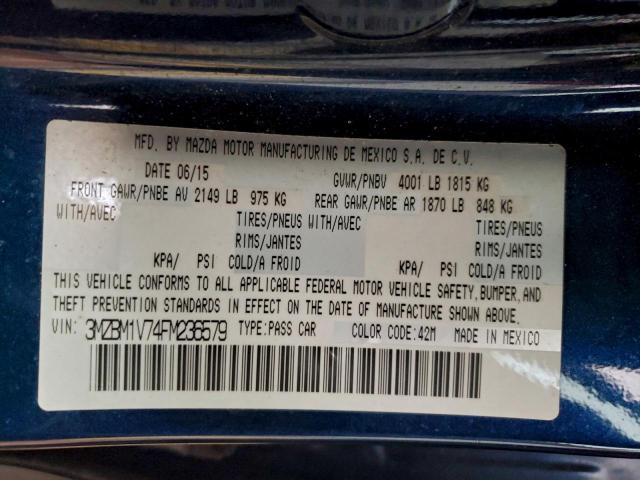 MFD. BY MAZDA MOTOR MANUFACTURING DE MEXICO S.A. DE C.V.
DATE 06/15 GVWR/PNBV 4001 LB 1815 KG
FRONT GAWR/PNBE AV 2149 LB 975 KG REAR GAWR/PNBE AR 1870 LB 848 KG
WITH/AVEC TIRES/PNEUS WITH/AVEC TIRES/PNEUS
RIMS/JANTES RIMS/JANTES
KPA/ PSI COLD/A FROID KPA/ PSI COLD/A FROID
THIS VEHICLE CONFORMS TO ALL APPLICABLE FEDERAL MOTOR VEHICLE SAFETY, BUMPER, AND
THEFT PREVENTION STANDARDS IN EFFECT ON THE DATE OF MANUFACTURE SHOWN ABOVE.
VIN: 3MZBM1V74FM236579 TYPE:PASS CAR COLOR CODE:42M MADE IN MEXICO